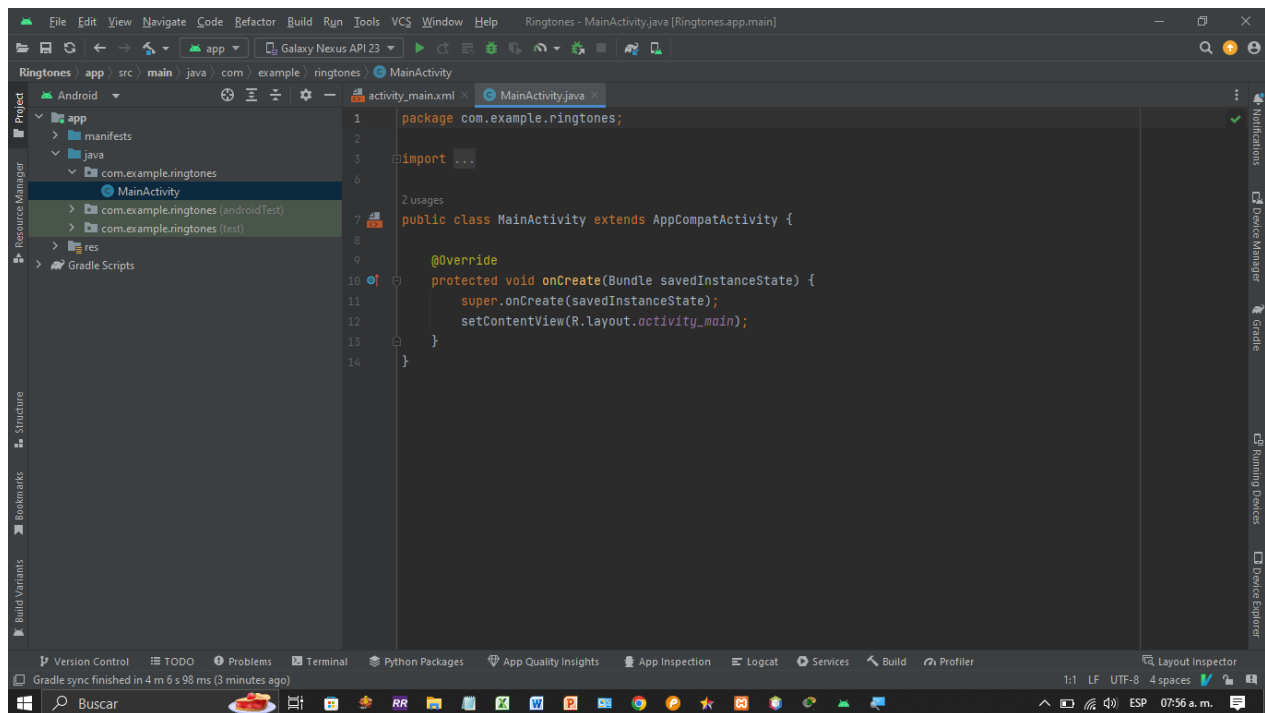 File Edit View Navigate Code Refactor Build Run Tools VCS Window Help Ringtones - MainActivity.java [Ringtones.app.main]
app Galaxy Nexus API 23
Ringtones app src main java com example ringtones MainActivity
Android activity_main.xml MainActivity.java
Project
Resource Manager
Structure
Bookmarks
Build Variants
app
manifests
java
com.example.ringtones
MainActivity
com.example.ringtones (androidTest)
com.example.ringtones (test)
res
Gradle Scripts
1 package com.example.ringtones;
2
3 import ...
6
2 usages
7 public class MainActivity extends AppCompatActivity {
8
9 @Override
10 protected void onCreate(Bundle savedInstanceState) {
11 super.onCreate(savedInstanceState);
12 setContentView(R.layout.activity_main);
13 }
14 }
Notifications
Device Manager
Gradle
Running Devices
Device Explorer
Version Control TODO Problems Terminal Python Packages App Quality Insights App Inspection Logcat Services Build Profiler Layout Inspector
Gradle sync finished in 4 m 6 s 98 ms (3 minutes ago) 1:1 LF UTF-8 4 spaces
Buscar RR ESP 07:56 a. m.